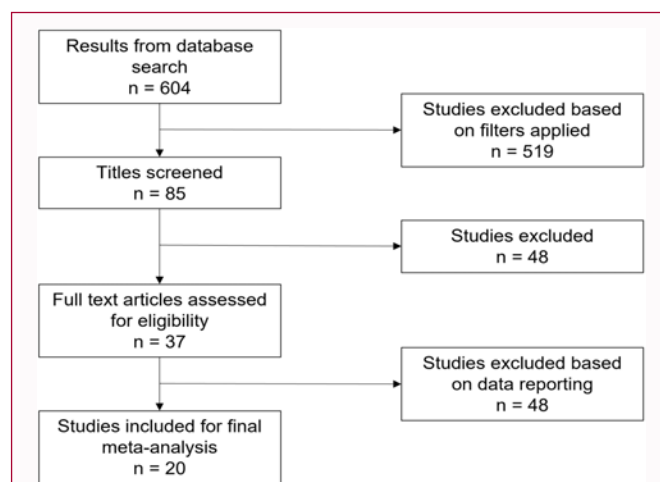 Results from database
search
n = 604
Studies excluded based
on filters applied
n = 519
Titles screened
n = 85
Studies excluded
n = 48
Full text articles assessed
for eligibility
n = 37
Studies excluded based
on data reporting
n = 48
Studies included for final
meta-analysis
n = 20